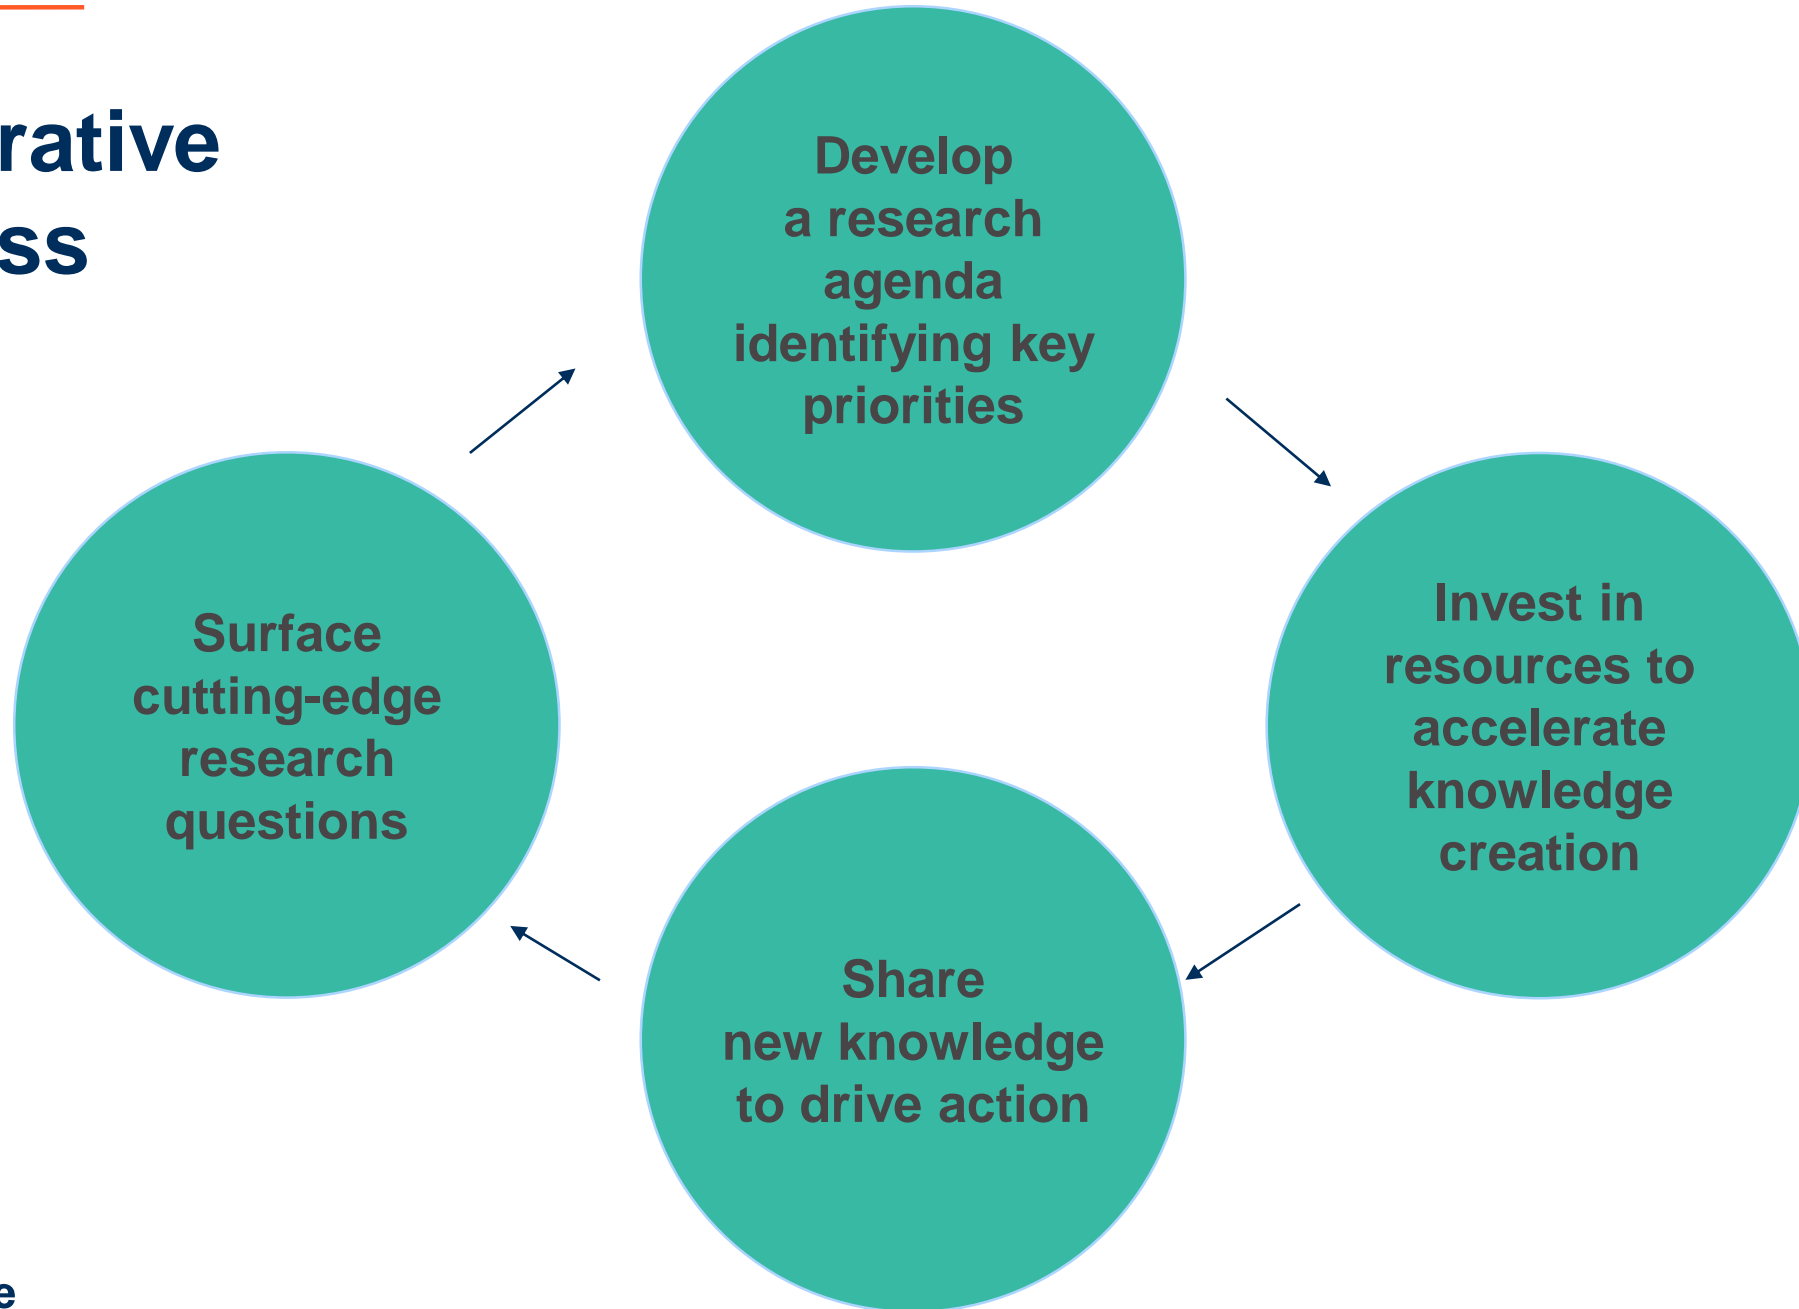 rative
ss
Develop
a research
agenda
identifying key
priorities
Invest in
resources to
accelerate
knowledge
creation
Share
new knowledge
to drive action
Surface
cutting-edge
research
questions
e